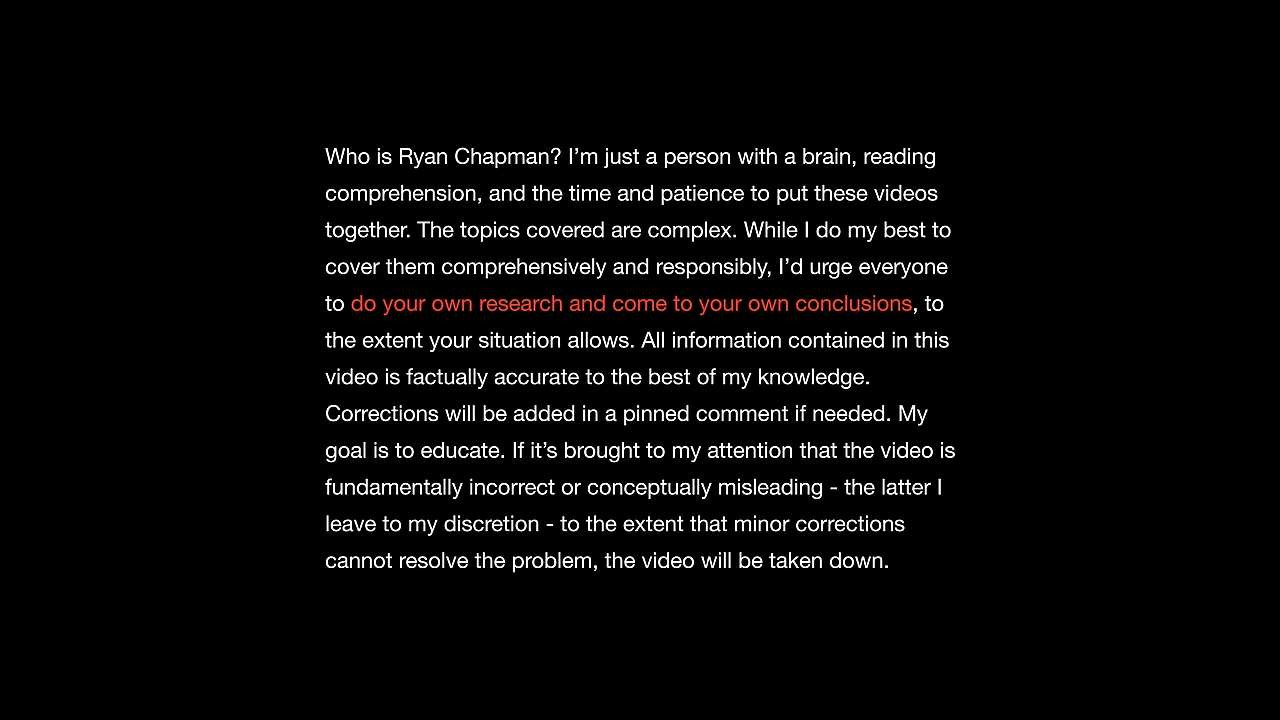 Who is Ryan Chapman? I’m just a person with a brain, reading
comprehension, and the time and patience to put these videos
together. The topics covered are complex. While I do my best to
cover them comprehensively and responsibly, I’d urge everyone
to do your own research and come to your own conclusions, to
the extent your situation allows. All information contained in this
video is factually accurate to the best of my knowledge.
Corrections will be added in a pinned comment if needed. My
goal is to educate. If it’s brought to my attention that the video is
fundamentally incorrect or conceptually misleading - the latter I
leave to my discretion - to the extent that minor corrections
cannot resolve the problem, the video will be taken down.